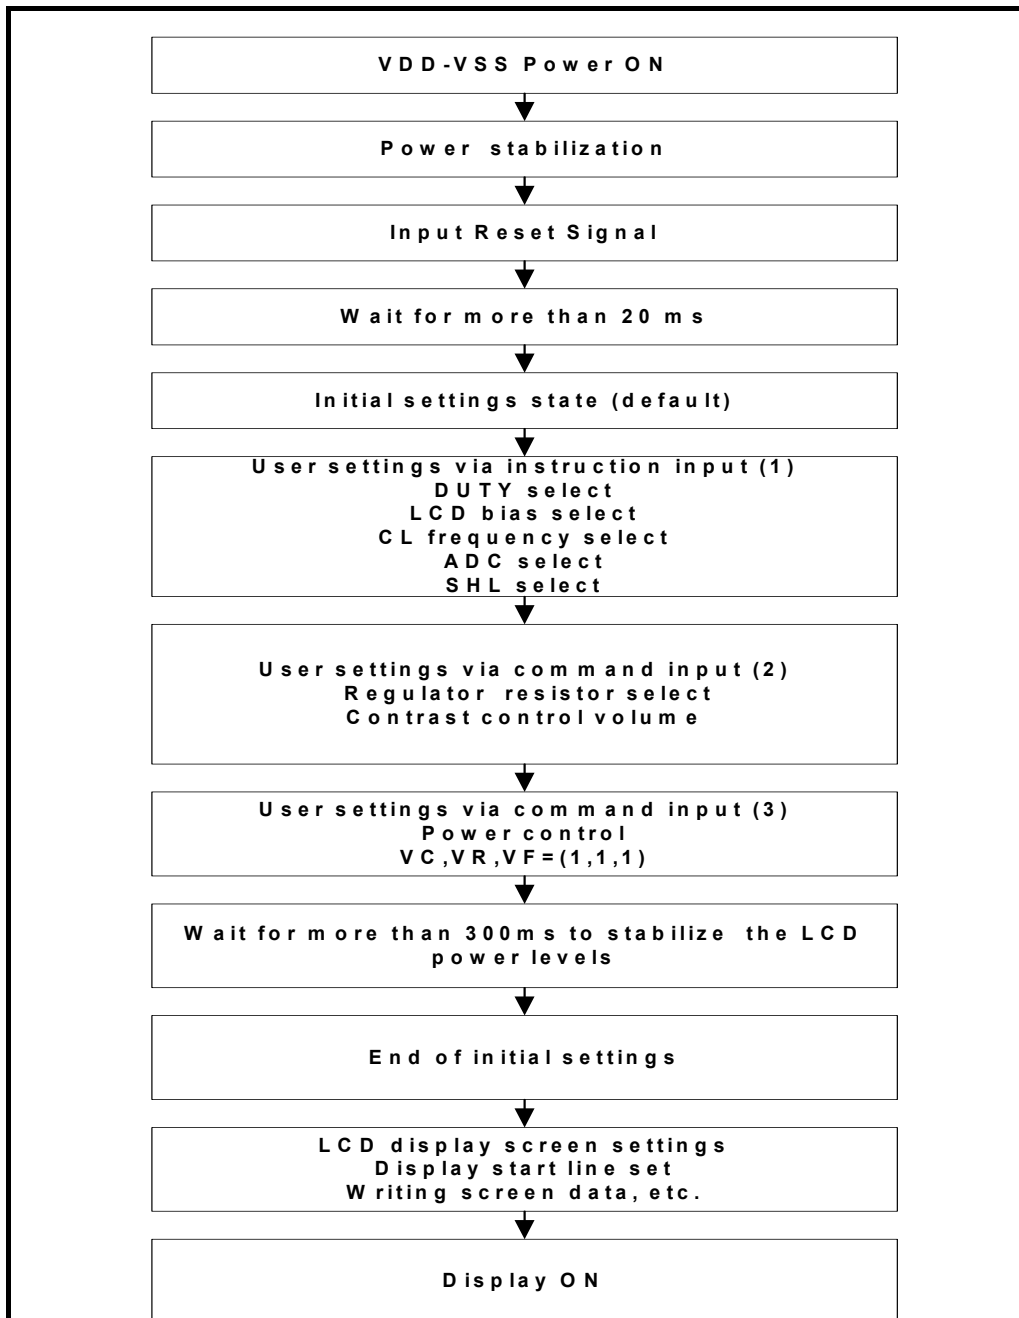 VDD-VSS Power ON
Power stabilization
Input Reset Signal
Wait for more than 20 ms
Initial settings state (default)
User settings via instruction input (1)
DUTY select
LCD bias select
CL frequency select
ADC select
SHL select
User settings via command input (2)
Regulator resistor select
Contrast control volume
User settings via command input (3)
Power control
VC,VR,VF=(1,1,1)
Wait for more than 300ms to stabilize the LCD
power levels
End of initial settings
LCD display screen settings
Display start line set
Writing screen data, etc.
Display ON